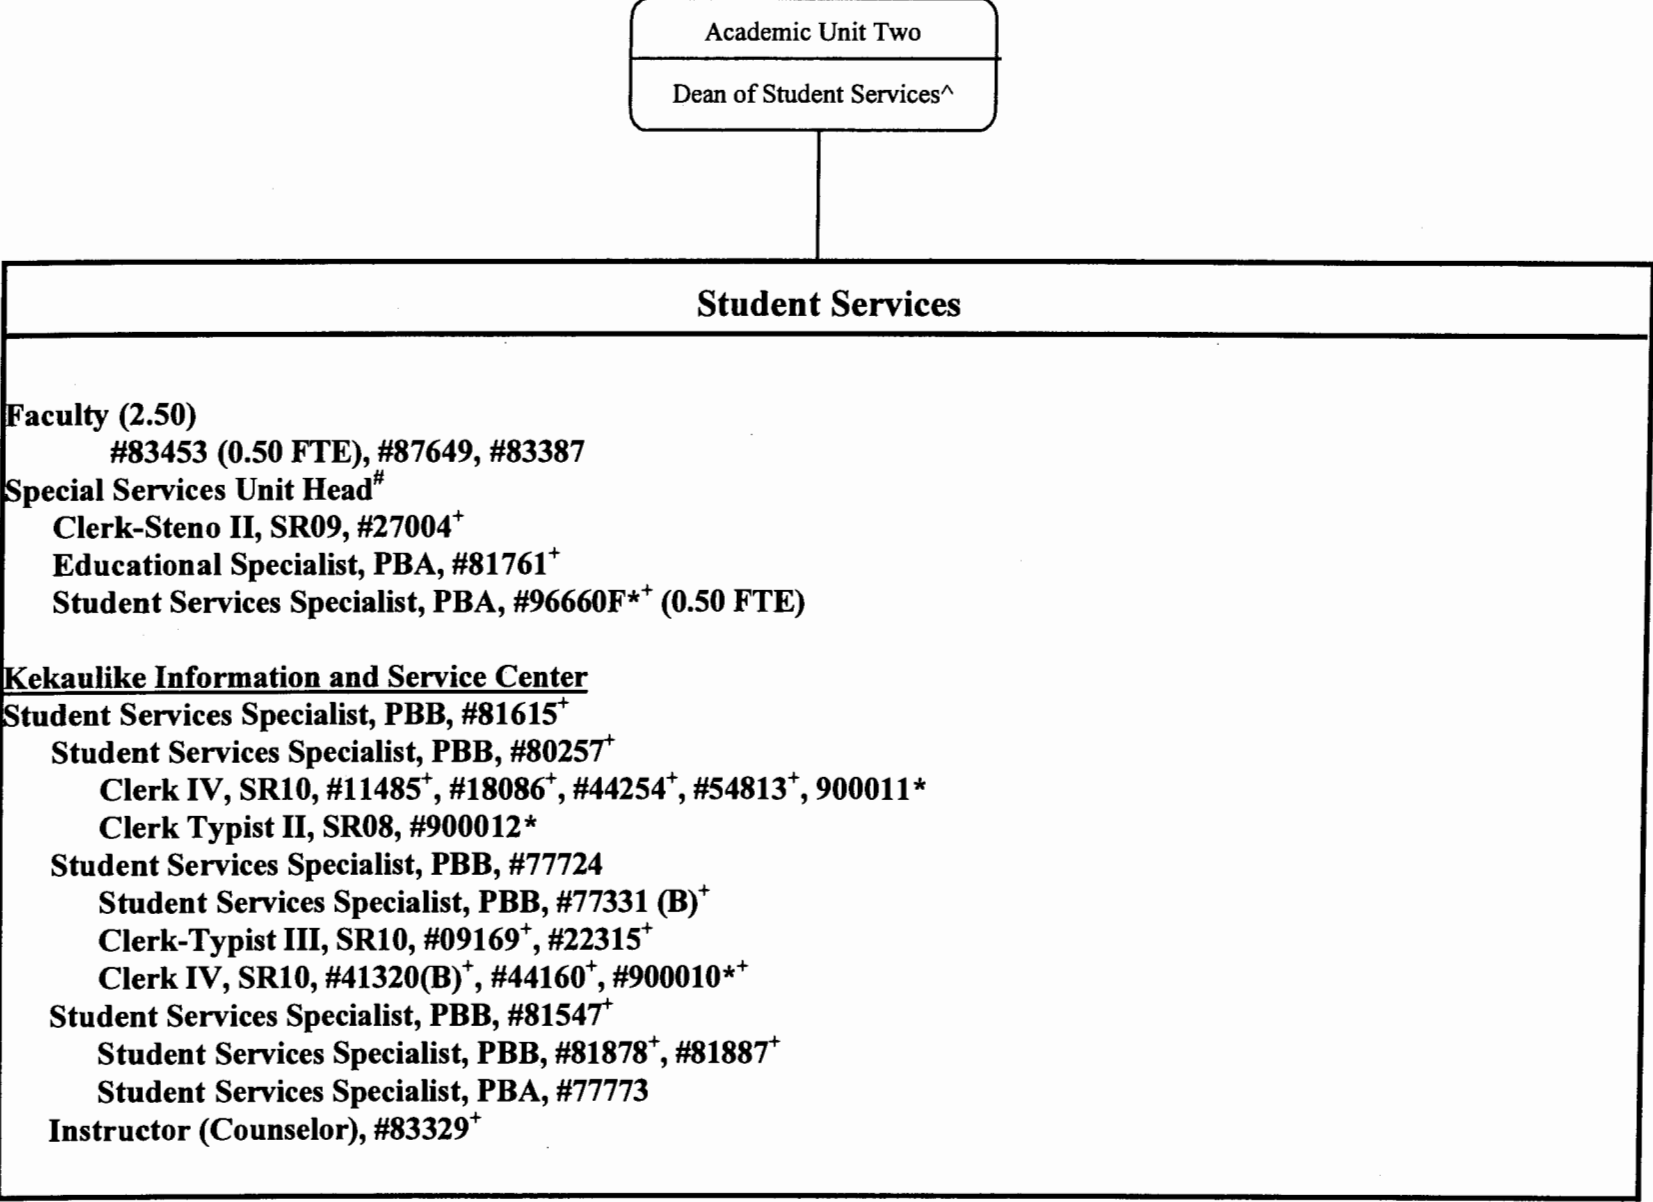 Academic Unit Two
Dean of Student Services^
Student Services
Faculty (2.50)
#83453 (0.50 FTE), #87649, #83387
Special Services Unit Head#
Clerk-Steno II, SR09, #27004+
Educational Specialist, PBA, #81761+
Student Services Specialist, PBA, #96660F*+ (0.50 FTE)
Kekaulike Information and Service Center
Student Services Specialist, PBB, #81615+
Student Services Specialist, PBB, #80257+
Clerk IV, SR10, #11485+, #18086+, #44254+, #54813+, 900011*
Clerk Typist II, SR08, #900012*
Student Services Specialist, PBB, #77724
Student Services Specialist, PBB, #77331 (B)+
Clerk-Typist III, SR10, #09169+, #22315+
Clerk IV, SR10, #41320(B)+, #44160+, #900010*+
Student Services Specialist, PBB, #81547+
Student Services Specialist, PBB, #81878+, #81887+
Student Services Specialist, PBA, #77773
Instructor (Counselor), #83329+